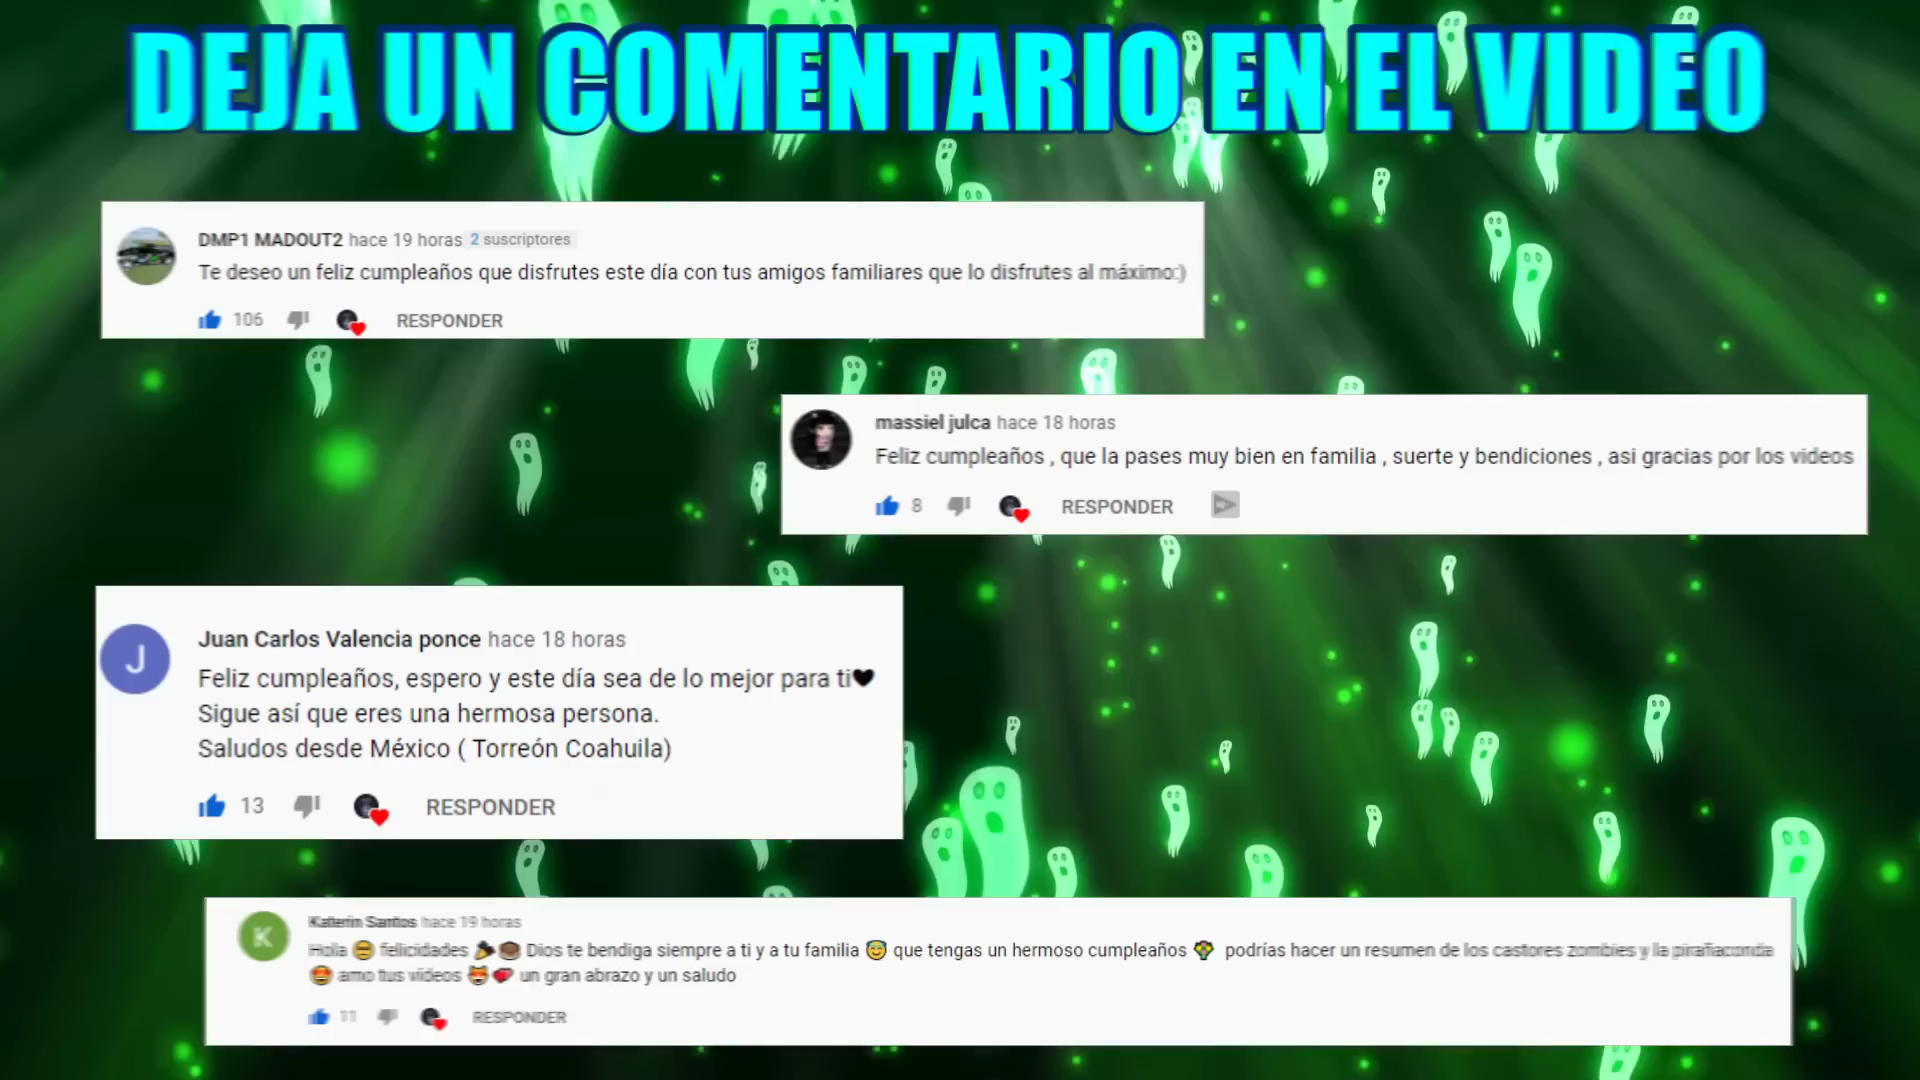 DEJA UN COMENTARIO EN EL VIDEO
DMP1 MADOUT2 hace 19 horas 2 suscriptores
Te deseo un feliz cumpleaños que disfrutes este día con tus amigos familiares que lo disfrutes al máximo:)
106 RESPONDER
massiel julca hace 18 horas
Feliz cumpleaños , que la pases muy bien en familia , suerte y bendiciones , asi gracias por los videos
8 RESPONDER
J
Juan Carlos Valencia ponce hace 18 horas
Feliz cumpleaños, espero y este día sea de lo mejor para ti🖤
Sigue así que eres una hermosa persona.
Saludos desde México ( Torreón Coahuila)
13 RESPONDER
K
Katerin Santos hace 19 horas
Hola 😎 felicidades 🎉🎂 Dios te bendiga siempre a ti y a tu familia 😇 que tengas un hermoso cumpleaños 💐 podrías hacer un resumen de los castores zombies y la pirañaconda
🤩 amo tus vídeos 😻💕 un gran abrazo y un saludo
11 RESPONDER